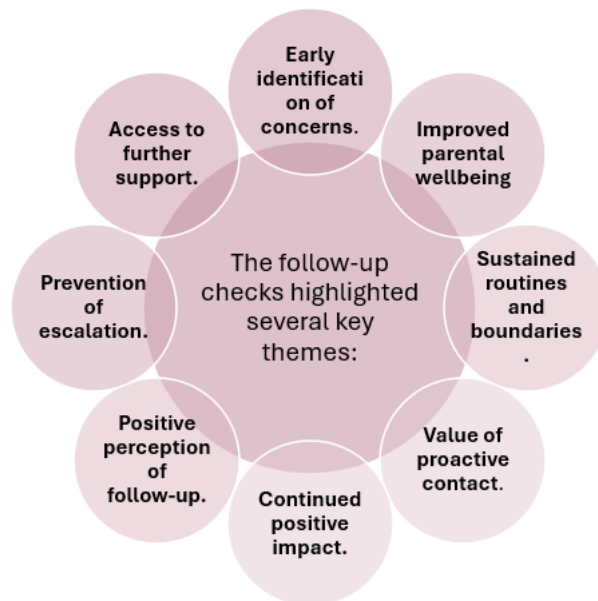 The follow-up
checks highlighted
several key
themes:
Early
identificati
on of
concerns.
Improved
parental
wellbeing
Sustained
routines
and
boundaries
.
Value of
proactive
contact.
Continued
positive
impact.
Positive
perception
of
follow-up.
Prevention
of
escalation.
Access to
further
support.